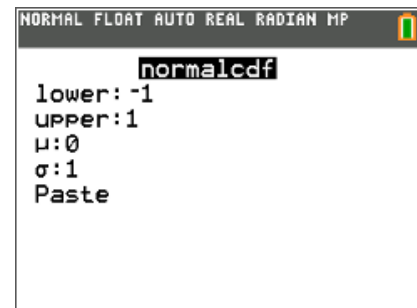 NORMAL FLOAT AUTO REAL RADIAN MP
normalcdf
lower:-1
upper:1
μ:0
σ:1
Paste